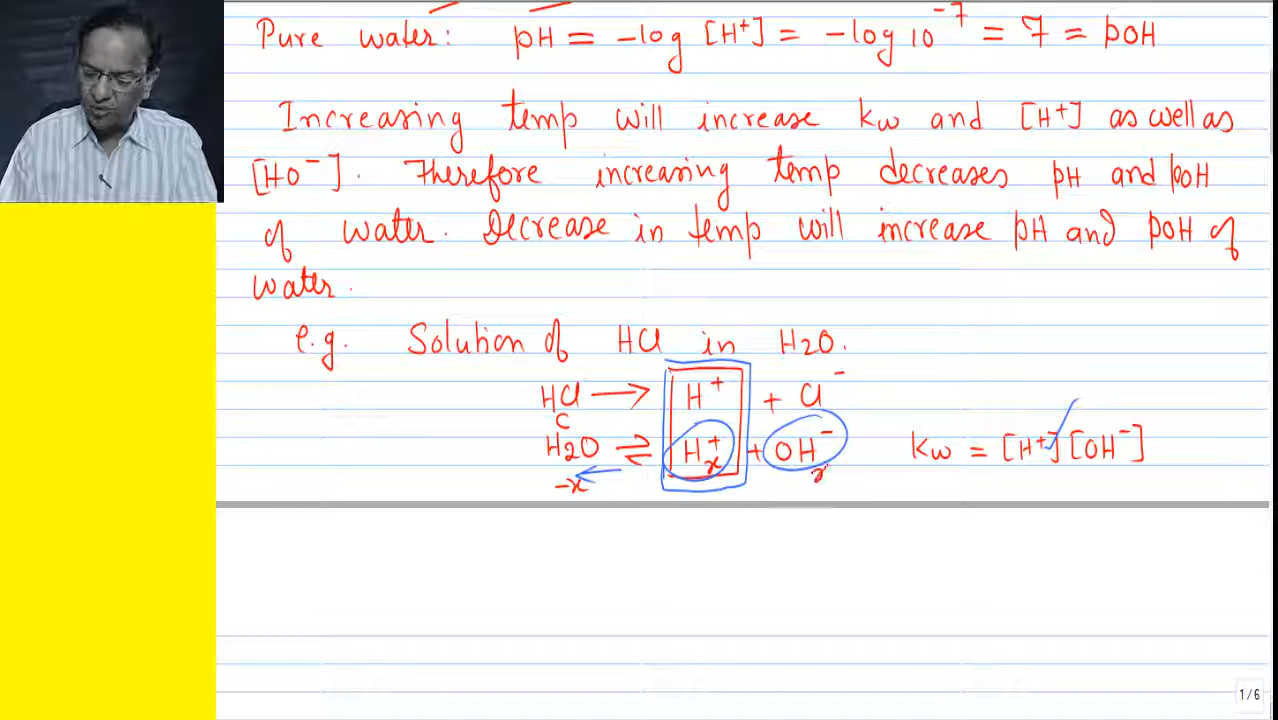 Pure water: pH = -log [H+] = -log 10^-7 = 7 = pOH
Increasing temp will increase kw and [H+] as well as
[HO-]. Therefore increasing temp decreases pH and pOH
of water. Decrease in temp will increase pH and pOH of
water.
e.g. Solution of HCl in H2O.
HCl → H+ + Cl-
C
H2O ⇌ H+ + OH- kw = [H+] [OH-]
-x x x
1/6